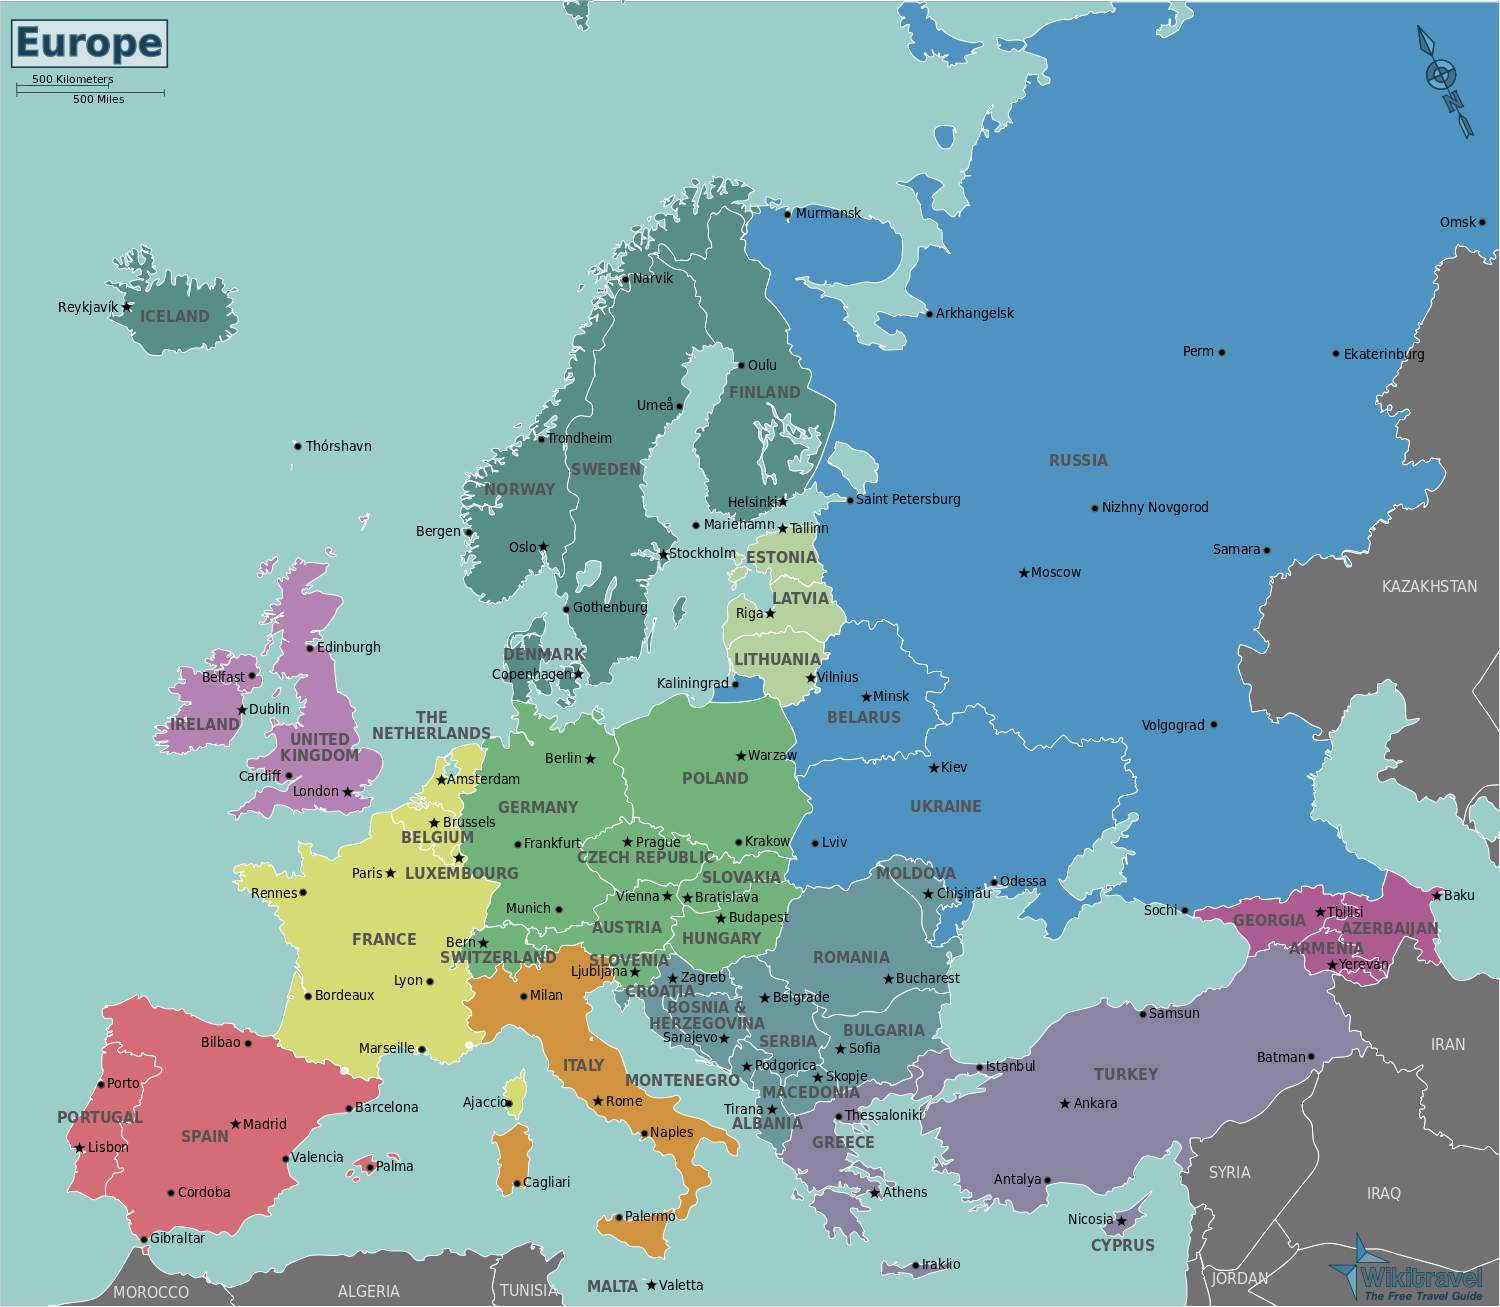 Europe
500 Kilometers
500 Miles
N
Murmansk
Omsk
Narvik
Reykjavík
ICELAND
Arkhangelsk
Perm
Ekaterinburg
Oulu
FINLAND
Umeå
Thórshavn
Trondheim
SWEDEN
RUSSIA
NORWAY
Helsinki
Saint Petersburg
Nizhny Novgorod
Bergen
Mariehamn
Tallinn
Oslo
Stockholm
ESTONIA
Samara
Moscow
KAZAKHSTAN
LATVIA
Gothenburg
Riga
Edinburgh
DENMARK
LITHUANIA
Belfast
Copenhagen
Kaliningrad
Vilnius
Minsk
Dublin
IRELAND
THE
NETHERLANDS
BELARUS
Volgograd
UNITED
KINGDOM
Berlin
Warzaw
Kiev
Cardiff
Amsterdam
POLAND
London
GERMANY
UKRAINE
Brussels
BELGIUM
Frankfurt
Prague
Krakow
Lviv
CZECH REPUBLIC
Paris
LUXEMBOURG
SLOVAKIA
MOLDOVA
Odessa
Rennes
Vienna
Bratislava
Chişinău
Baku
Munich
Budapest
Sochi
Tbilisi
GEORGIA
AZERBAIJAN
AUSTRIA
FRANCE
Bern
HUNGARY
ARMENIA
SWITZERLAND
SLOVENIA
ROMANIA
Yerevan
Ljubljana
Zagreb
Bucharest
Lyon
CROATIA
Bordeaux
Milan
Belgrade
BOSNIA &
HERZEGOVINA
Samsun
Bilbao
Sarajevo
SERBIA
BULGARIA
Marseille
Sofia
IRAN
Batman
ITALY
Podgorica
Istanbul
TURKEY
Porto
MONTENEGRO
Skopje
MACEDONIA
Ajaccio
Rome
Ankara
Barcelona
Tirana
Thessaloniki
PORTUGAL
Madrid
ALBANIA
SPAIN
Naples
GREECE
Lisbon
Valencia
Palma
SYRIA
Cordoba
Cagliari
Athens
Antalya
IRAQ
Palermo
Nicosia
Gibraltar
CYPRUS
Iraklio
JORDAN
MOROCCO
ALGERIA
TUNISIA
MALTA
Valetta
Wikitravel
The Free Travel Guide